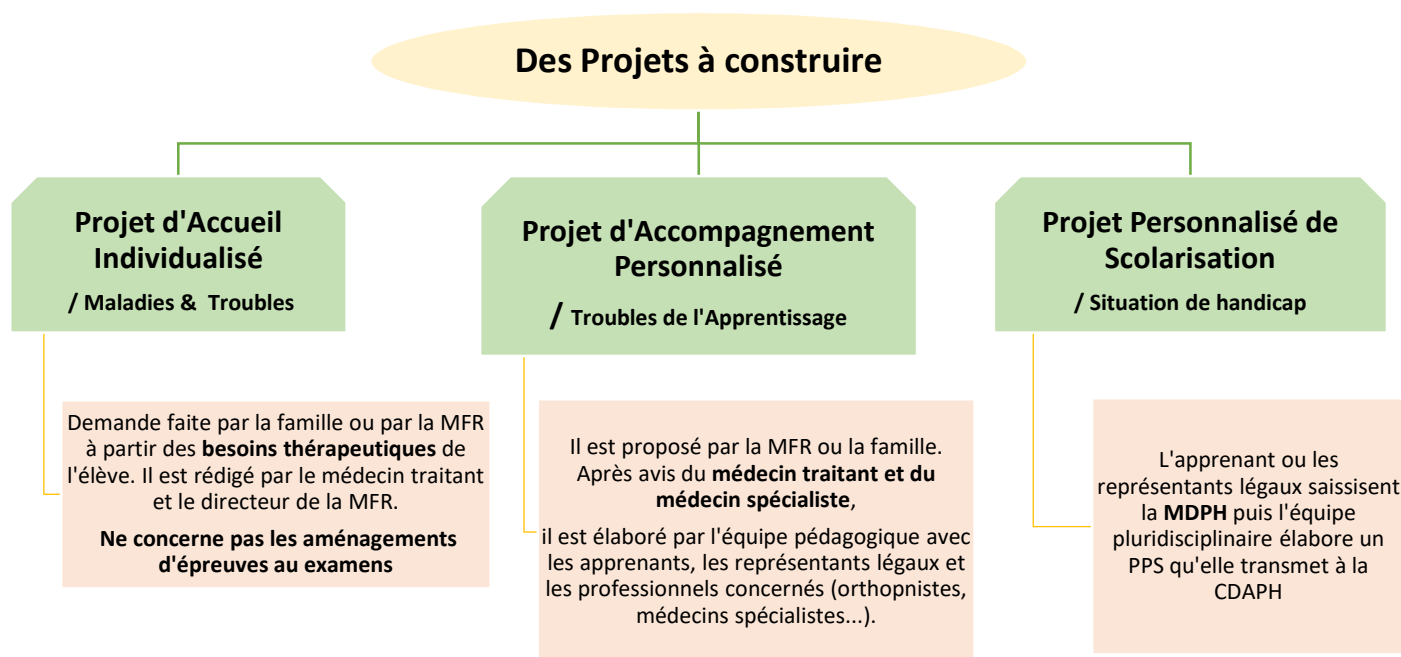 Des Projets à construire
Projet d'Accueil
Individualisé
/ Maladies & Troubles
Demande faite par la famille ou par la MFR
à partir des besoins thérapeutiques de
l'élève. Il est rédigé par le médecin traitant
et le directeur de la MFR.
Ne concerne pas les aménagements
d'épreuves au examens
Projet d'Accompagnement
Personnalisé
/ Troubles de l'Apprentissage
Il est proposé par la MFR ou la famille.
Après avis du médecin traitant et du
médecin spécialiste,
il est élaboré par l'équipe pédagogique avec
les apprenants, les représentants légaux et
les professionnels concernés (orthopnistes,
médecins spécialistes...).
Projet Personnalisé de
Scolarisation
/ Situation de handicap
L'apprenant ou les
représentants légaux saissisent
la MDPH puis l'équipe
pluridisciplinaire élabore un
PPS qu'elle transmet à la
CDAPH